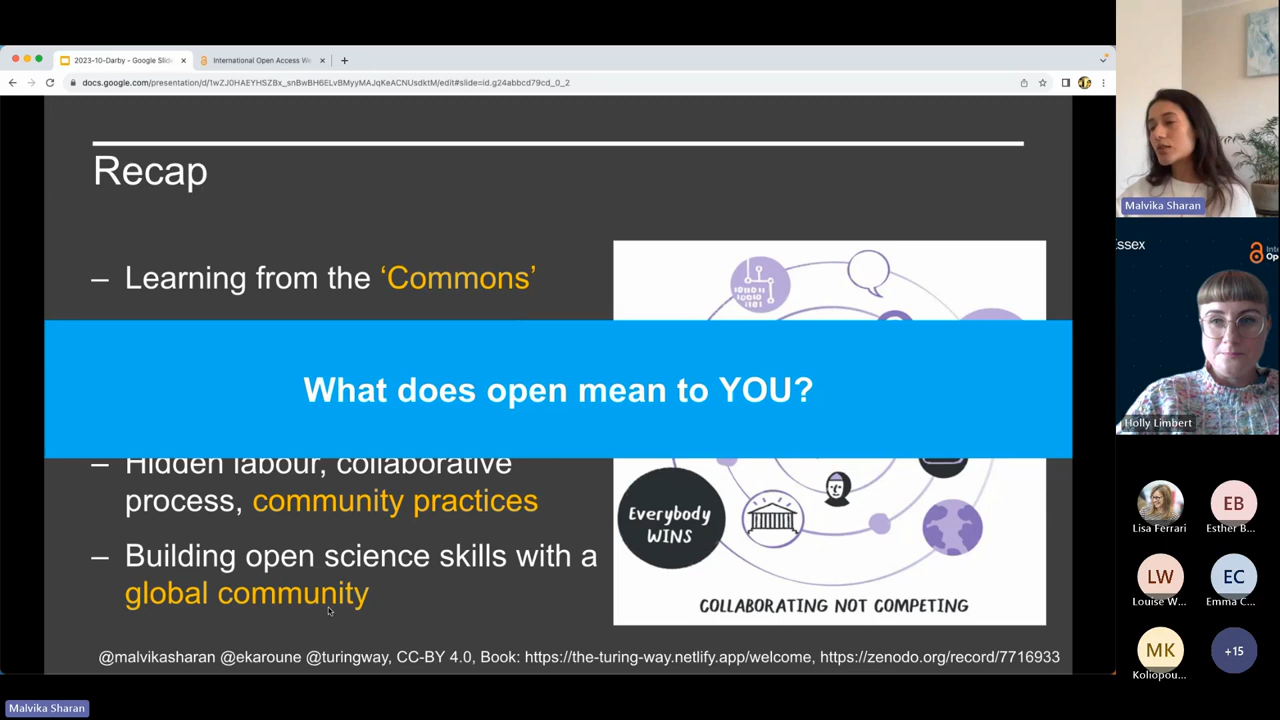 2023-10-Darby - Google Slid
International Open Access We
docs.google.com/presentation/d/1wZJ0HAEYHSZBx_snBwBH6ELvBMyyMAJqKeACNUsdktM/edit#slide=id.g24abbcd79cd_0_2
Recap
– Learning from the ‘Commons’
What does open mean to YOU?
– Hidden labour, collaborative
process, community practices
– Building open science skills with a
global community
Everybody
WINS
COLLABORATING NOT COMPETING
@malvikasharan @ekaroune @turingway, CC-BY 4.0, Book: https://the-turing-way.netlify.app/welcome, https://zenodo.org/record/7716933
Malvika Sharan
Essex
Op
Holly Limbert
Lisa Ferrari
EB
Esther B...
LW
Louise W...
EC
Emma C...
MK
Koliopou...
+15
Malvika Sharan